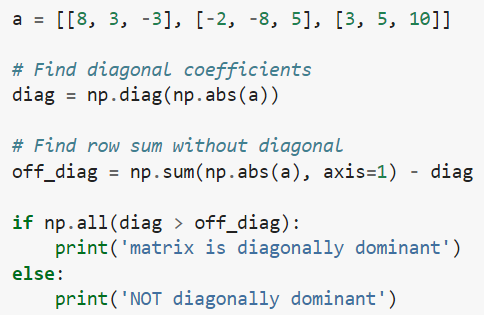 a = [[8, 3, -3], [-2, -8, 5], [3, 5, 10]]
# Find diagonal coefficients
diag = np.diag(np.abs(a))
# Find row sum without diagonal
off_diag = np.sum(np.abs(a), axis=1) - diag
if np.all(diag > off_diag):
    print('matrix is diagonally dominant')
else:
    print('NOT diagonally dominant')